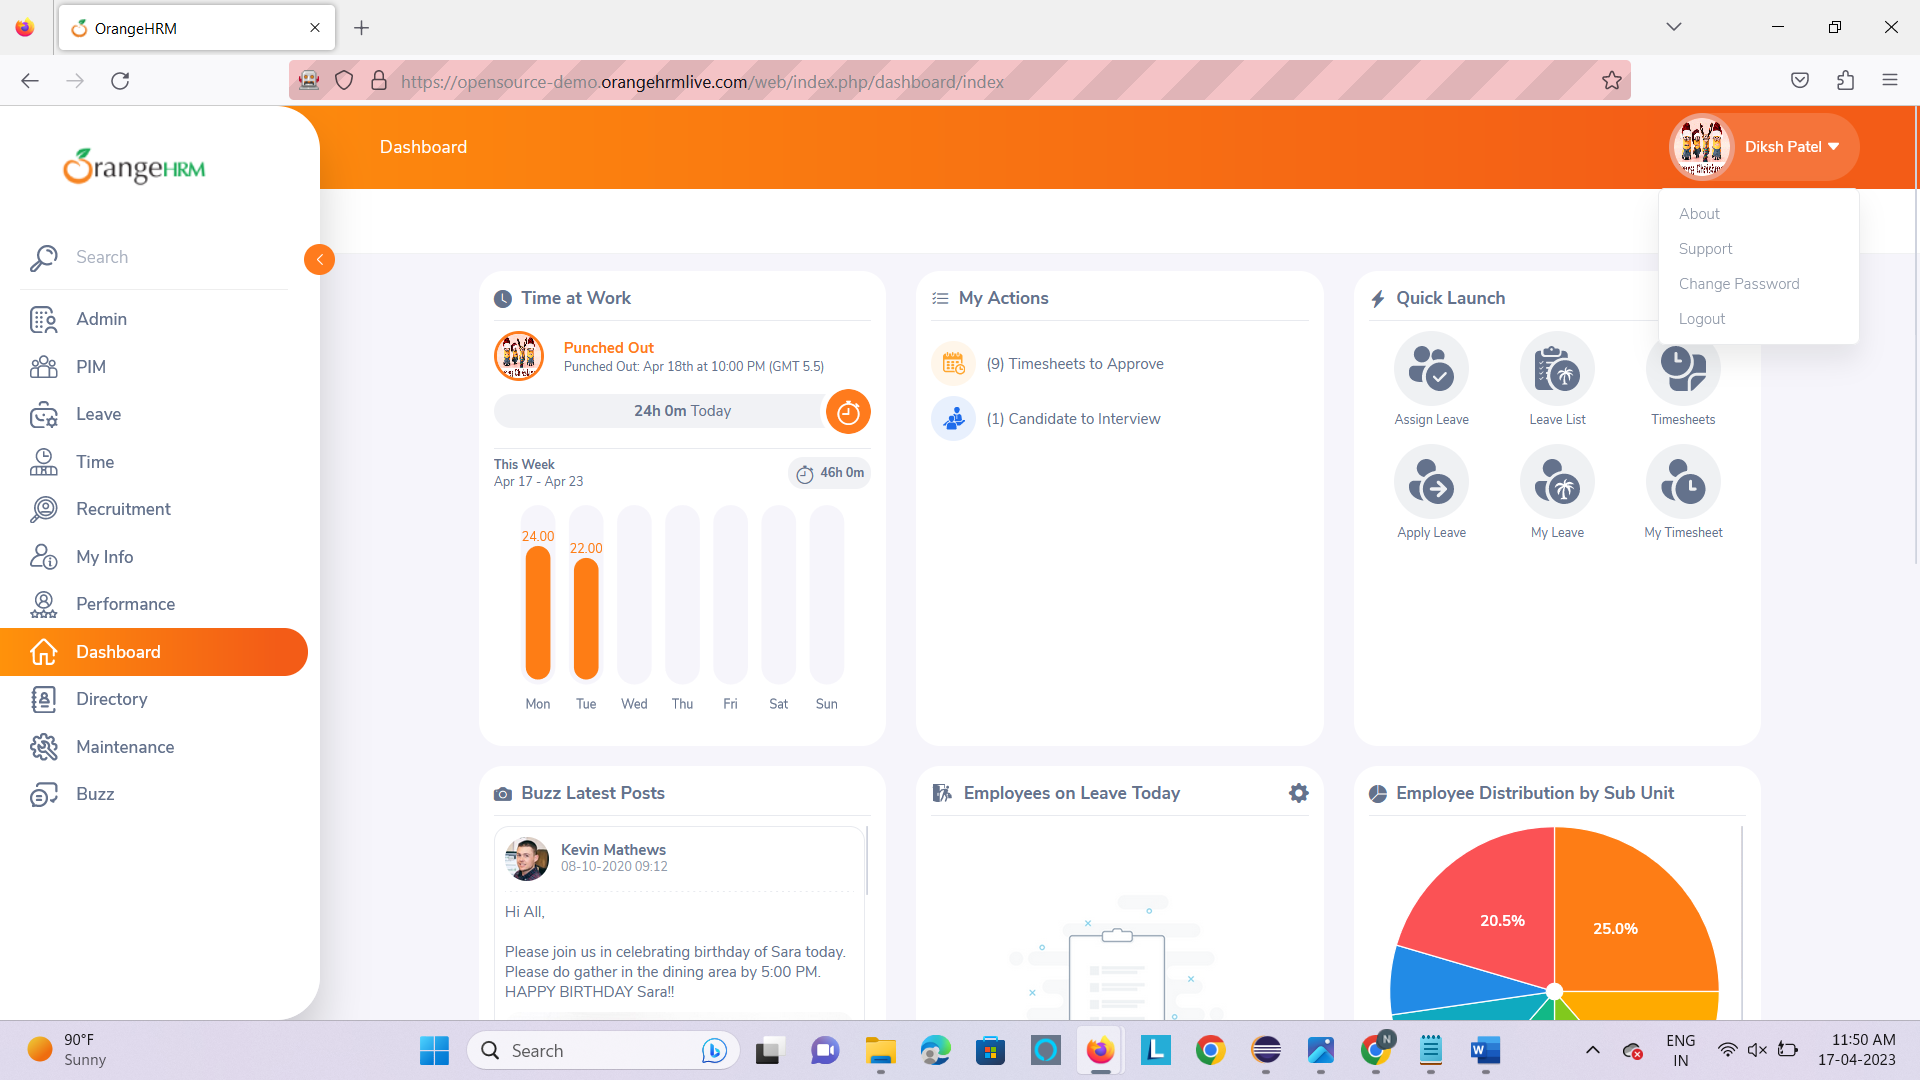 OrangeHRM
https://opensource-demo.orangehrmlive.com/web/index.php/dashboard/index
OrangeHRM
Dashboard
Diksh Patel
About
Support
Change Password
Logout
Search
Admin
PIM
Leave
Time
Recruitment
My Info
Performance
Dashboard
Directory
Maintenance
Buzz
Time at Work
Punched Out
Punched Out: Apr 18th at 10:00 PM (GMT 5.5)
24h 0m Today
This Week
Apr 17 - Apr 23
46h 0m
24.00
22.00
Mon Tue Wed Thu Fri Sat Sun
My Actions
(9) Timesheets to Approve
(1) Candidate to Interview
Quick Launch
Assign Leave
Leave List
Timesheets
Apply Leave
My Leave
My Timesheet
Buzz Latest Posts
Kevin Mathews
08-10-2020 09:12
Hi All,
Please join us in celebrating birthday of Sara today.
Please do gather in the dining area by 5:00 PM.
HAPPY BIRTHDAY Sara!!
Employees on Leave Today
Employee Distribution by Sub Unit
20.5%
25.0%
90°F
Sunny
Search
L
N
W
ENG
IN
11:50 AM
17-04-2023